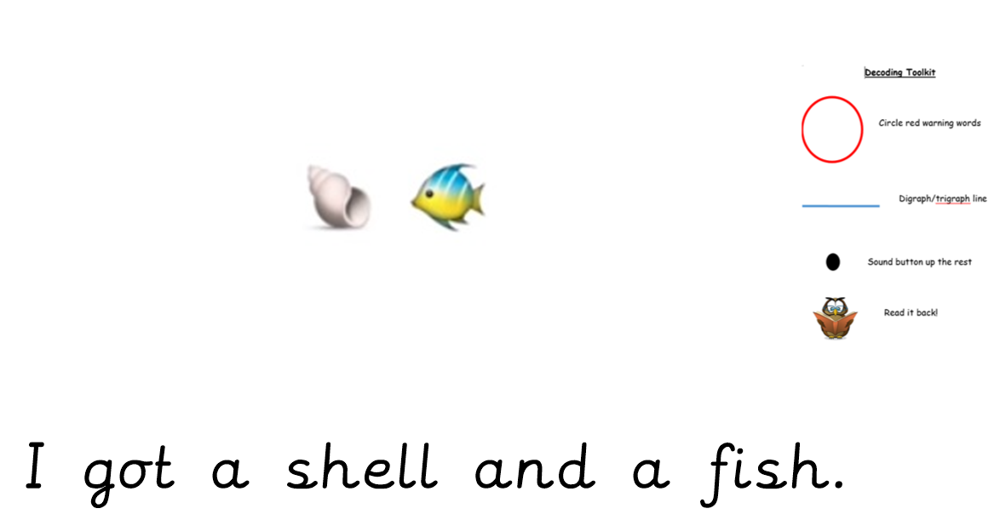 Decoding Toolkit
Circle red warning words
Digraph/trigraph line
Sound button up the rest
Read it back!
I got a shell and a fish.